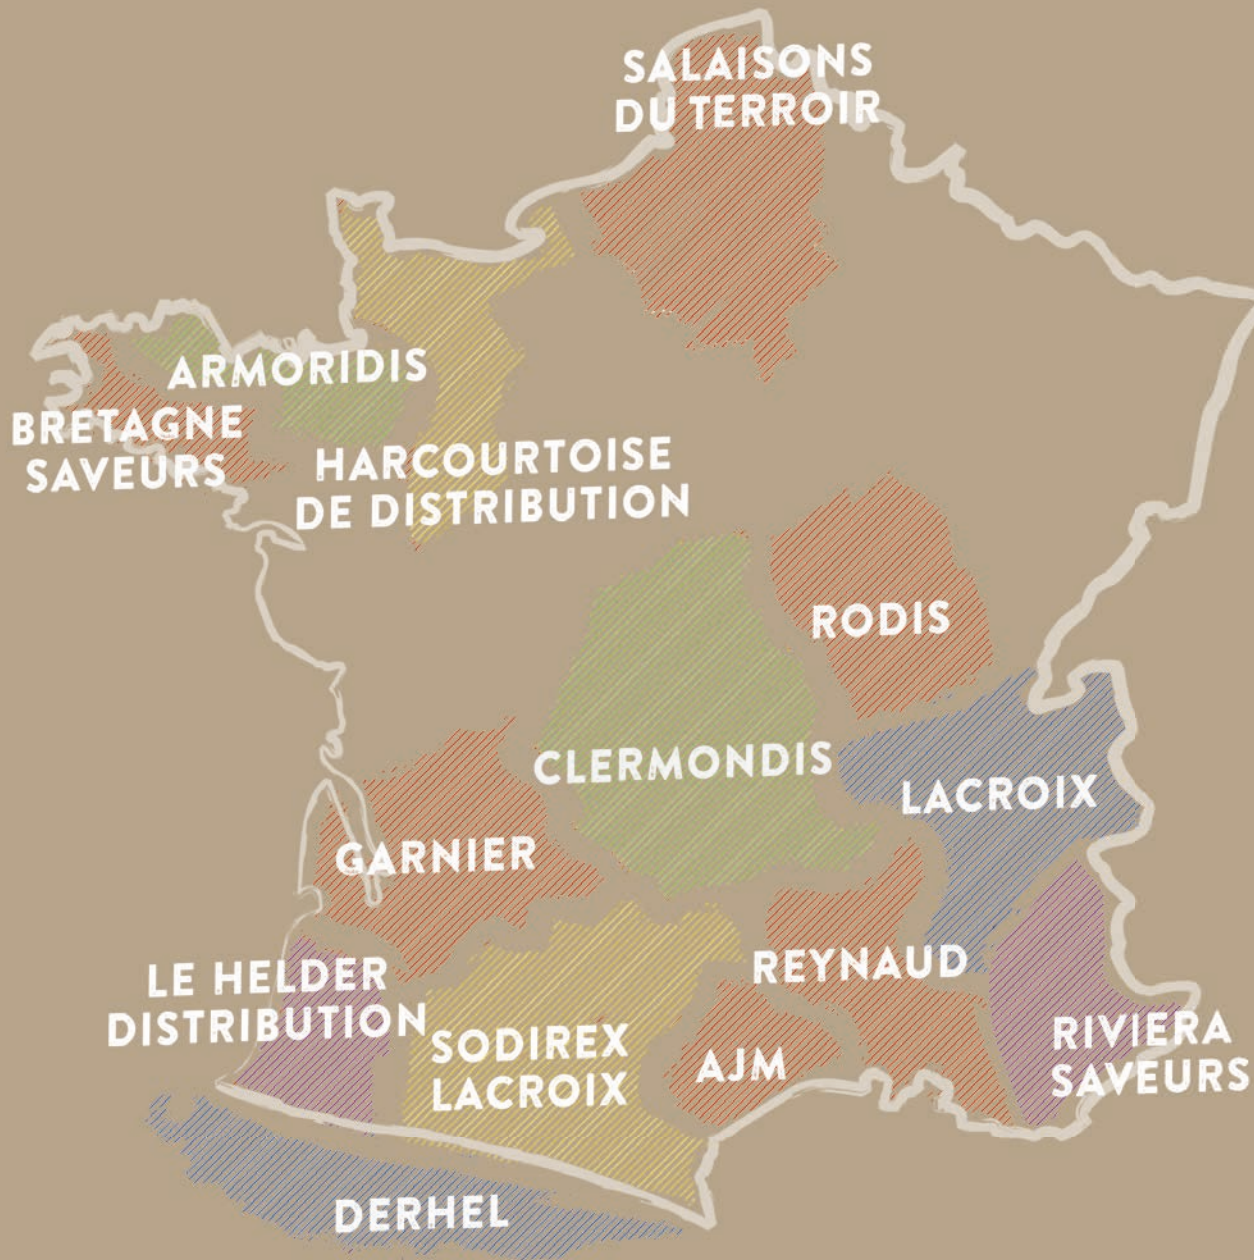 SALAISONS
DU TERROIR
ARMORIDIS
BRETAGNE
SAVEURS
HARCOURTOISE
DE DISTRIBUTION
RODIS
CLERMONDIS
LACROIX
GARNIER
REYNAUD
LE HELDER
DISTRIBUTION
SODIREX
LACROIX
AJM
RIVIERA
SAVEURS
DERHEL